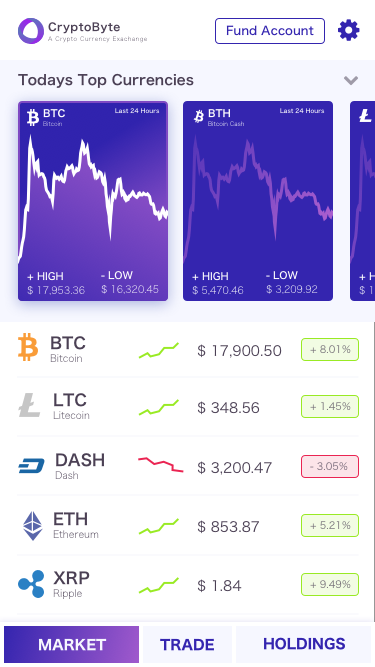 CryptoByte
A Crypto Currency Exachange
Fund Account
Todays Top Currencies
BTC
Bitcoin
Last 24 Hours
+ HIGH
$ 17,953.36
- LOW
$ 16,320.45
BTH
Bitcoin Cash
Last 24 Hours
+ HIGH
$ 5,470.46
- LOW
$ 3,209.92
BTC
Bitcoin
$ 17,900.50
+ 8.01%
LTC
Litecoin
$ 348.56
+ 1.45%
DASH
Dash
$ 3,200.47
- 3.05%
ETH
Ethereum
$ 853.87
+ 5.21%
XRP
Ripple
$ 1.84
+ 9.49%
MARKET
TRADE
HOLDINGS